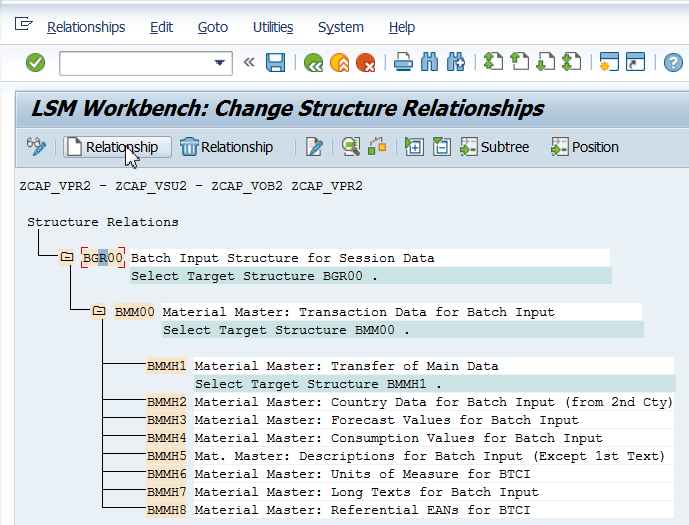 Relationships Edit Goto Utilities System Help
LSM Workbench: Change Structure Relationships
Relationship Relationship Subtree Position
ZCAP_VPR2 - ZCAP_VSU2 - ZCAP_VOB2 ZCAP_VPR2
Structure Relations
BGR00 Batch Input Structure for Session Data
Select Target Structure BGR00 .
BMM00 Material Master: Transaction Data for Batch Input
Select Target Structure BMM00 .
BMMH1 Material Master: Transfer of Main Data
Select Target Structure BMMH1 .
BMMH2 Material Master: Country Data for Batch Input (from 2nd Cty)
BMMH3 Material Master: Forecast Values for Batch Input
BMMH4 Material Master: Consumption Values for Batch Input
BMMH5 Mat. Master: Descriptions for Batch Input (Except 1st Text)
BMMH6 Material Master: Units of Measure for BTCI
BMMH7 Material Master: Long Texts for Batch Input
BMMH8 Material Master: Referential EANs for BTCI